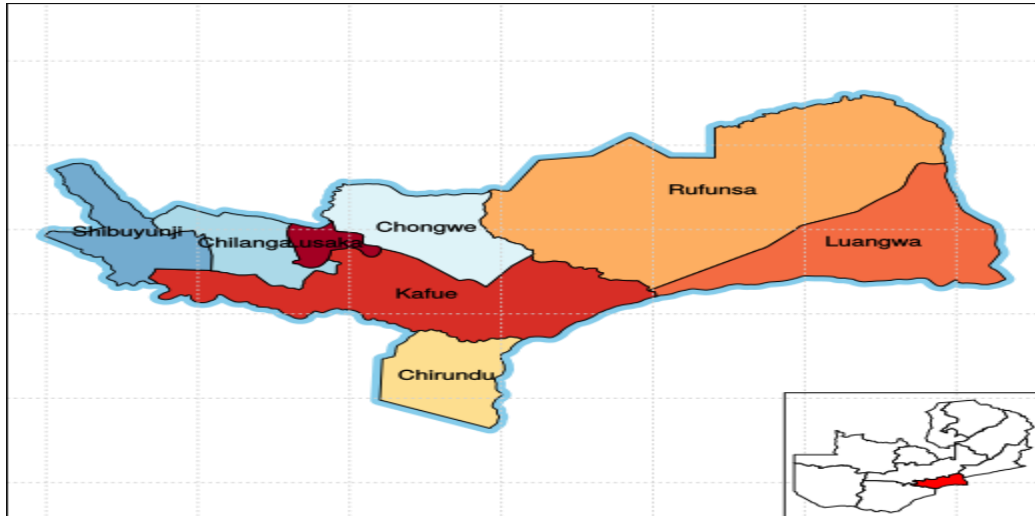 Rufunsa
Chongwe
Shibuyunji
Chilanga
Lusaka
Luangwa
Kafue
Chirundu